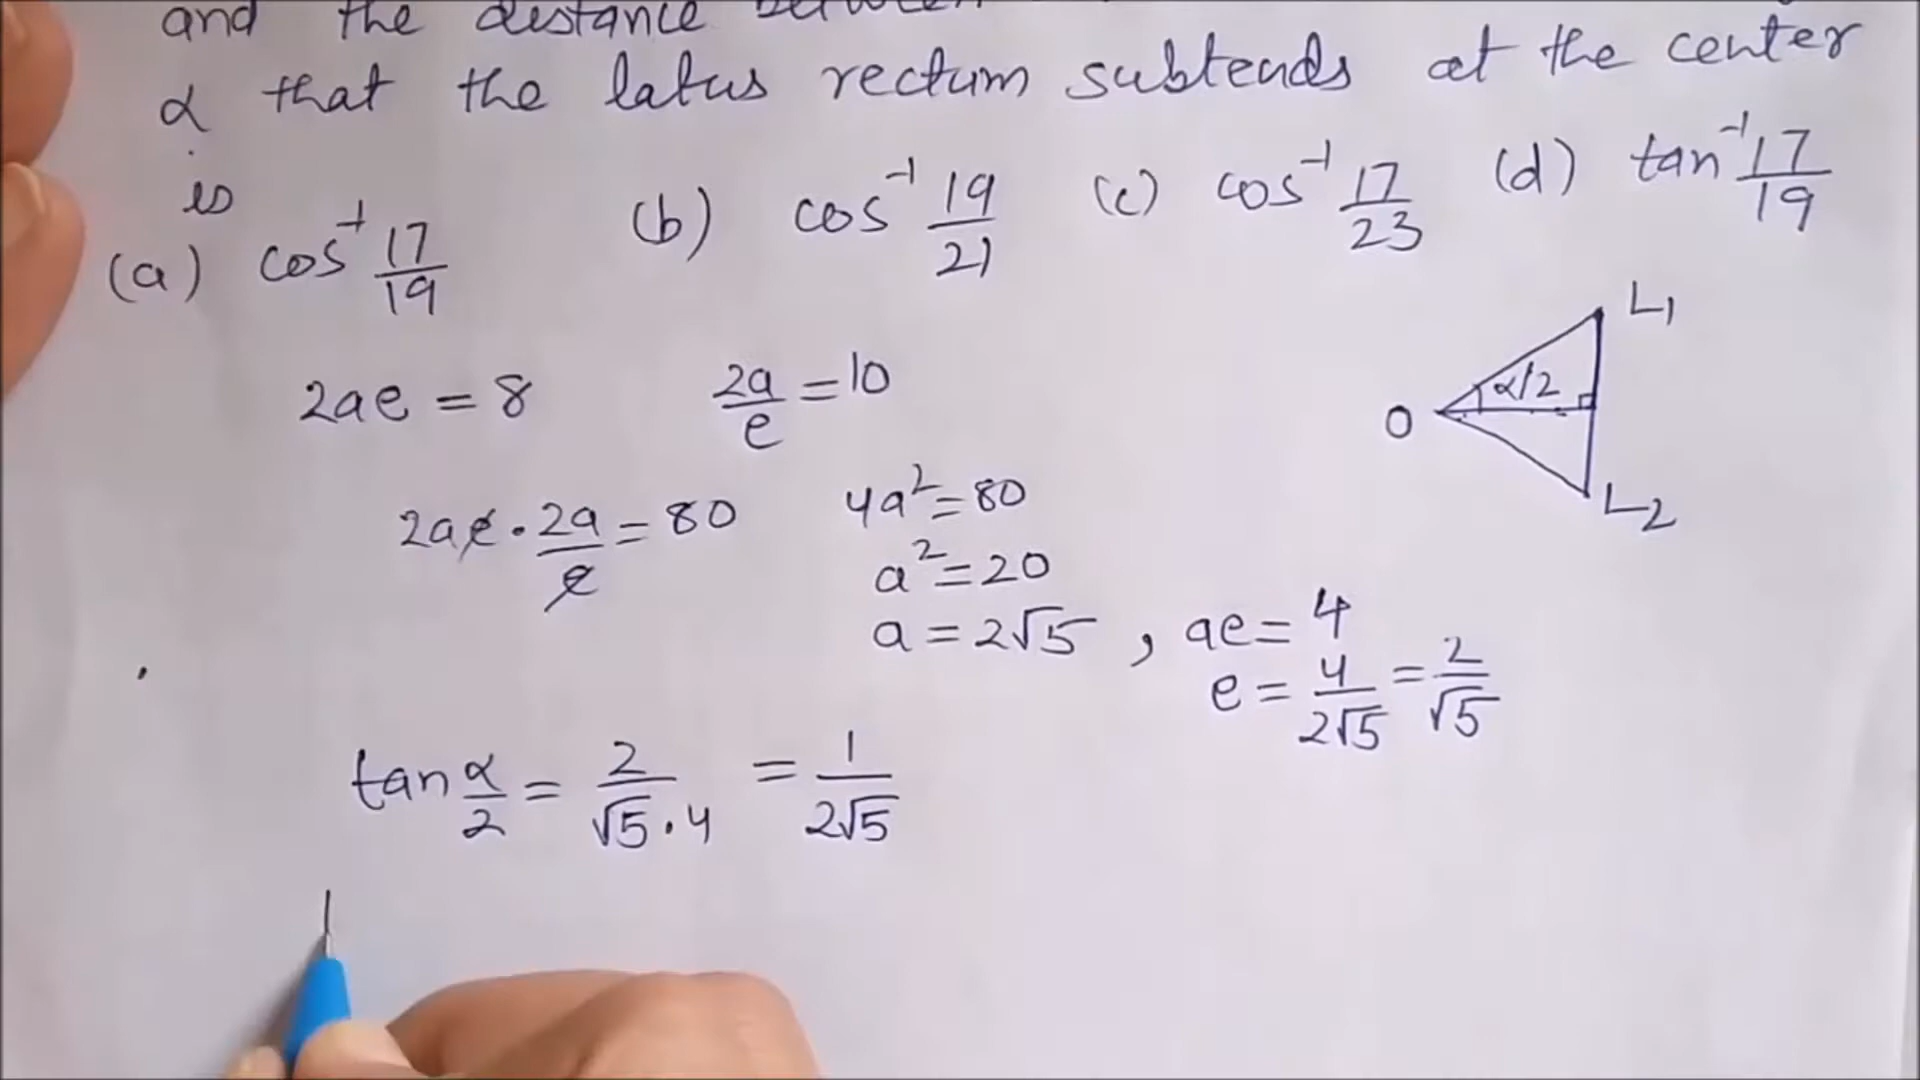 and the distance between
α that the latus rectum subtends at the center
is
(a) cos⁻¹ 17/19 (b) cos⁻¹ 19/21 (c) cos⁻¹ 17/23 (d) tan⁻¹ 17/19
L1
α/2
O
L2
2ae = 8 2a/e = 10
2ae · 2a/e = 80 4a² = 80
a² = 20
a = 2√5 , ae = 4
e = 4/2√5 = 2/√5
tan α/2 = 2/√5·4 = 1/2√5